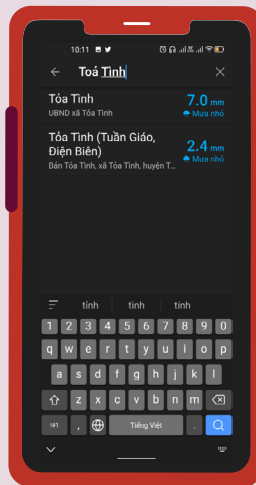 10:11
Toả Tình
Tỏa Tình
UBND xã Tỏa Tình
7.0 mm
Mưa nhỏ
Tỏa Tình (Tuần Giáo,
Điện Biên)
Bản Tỏa Tình, xã Tỏa Tình, huyện T...
2.4 mm
Mưa nhỏ
tính tình tinh
1 2 3 4 5 6 7 8 9 0
q w e r t y u i o p
a s d f g h j k l
z x c v b n m
!#1 , Tiếng Việt .